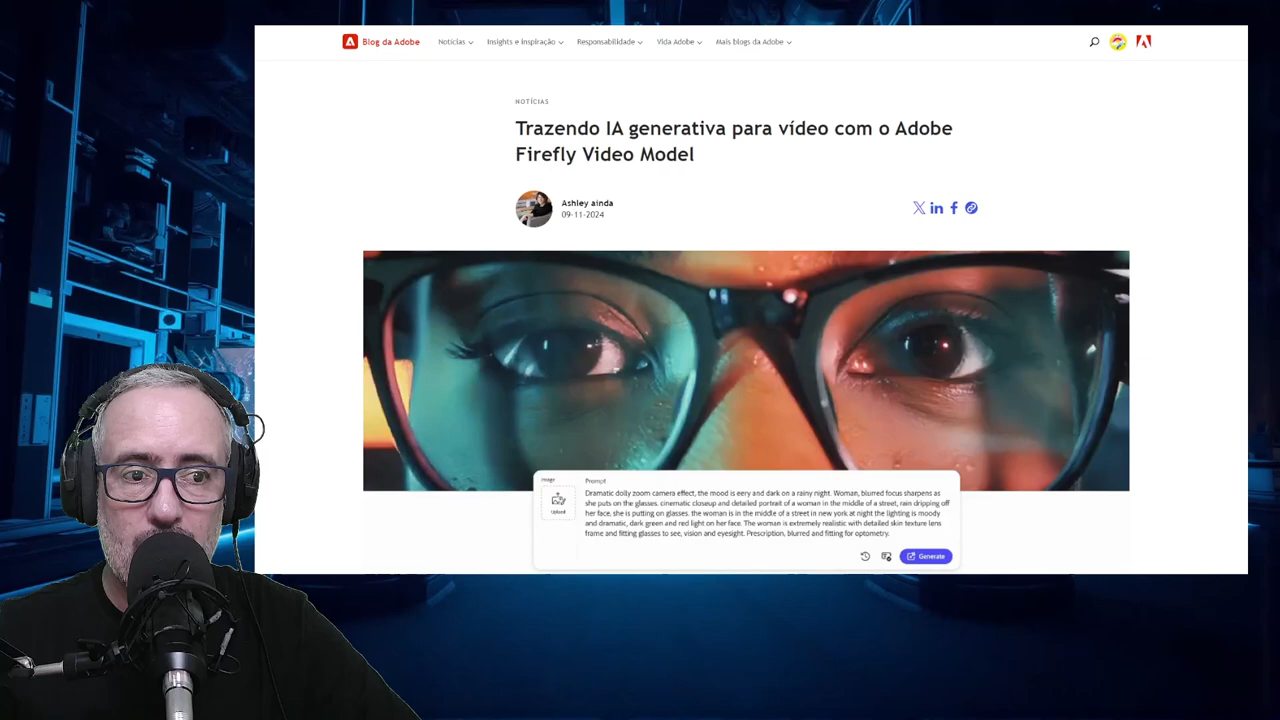 Blog da Adobe Notícias Insights e Inspiração Responsabilidade Vida Adobe Mais blogs da Adobe
NOTÍCIAS
Trazendo IA generativa para vídeo com o Adobe
Firefly Video Model
Ashley ainda
09-11-2024
Image
Upload
Prompt
Dramatic dolly zoom camera effect, the mood is eery and dark on a rainy night. Woman, blurred focus sharpens as
she puts on the glasses. cinematic closeup and detailed portrait of a woman in the middle of a street, rain dripping off
her face, she is putting on glasses. the woman is in the middle of a street in new york at night the lighting is moody
and dramatic, dark green and red light on her face. The woman is extremely realistic with detailed skin texture lens
frame and fitting glasses to see, vision and eyesight. Prescription, blurred and fitting for optometry.
Generate